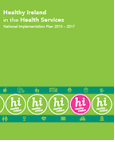 Healthy Ireland
in the Health Services
National Implementation Plan 2015 – 2017
hi
hi
hi
hi
hi